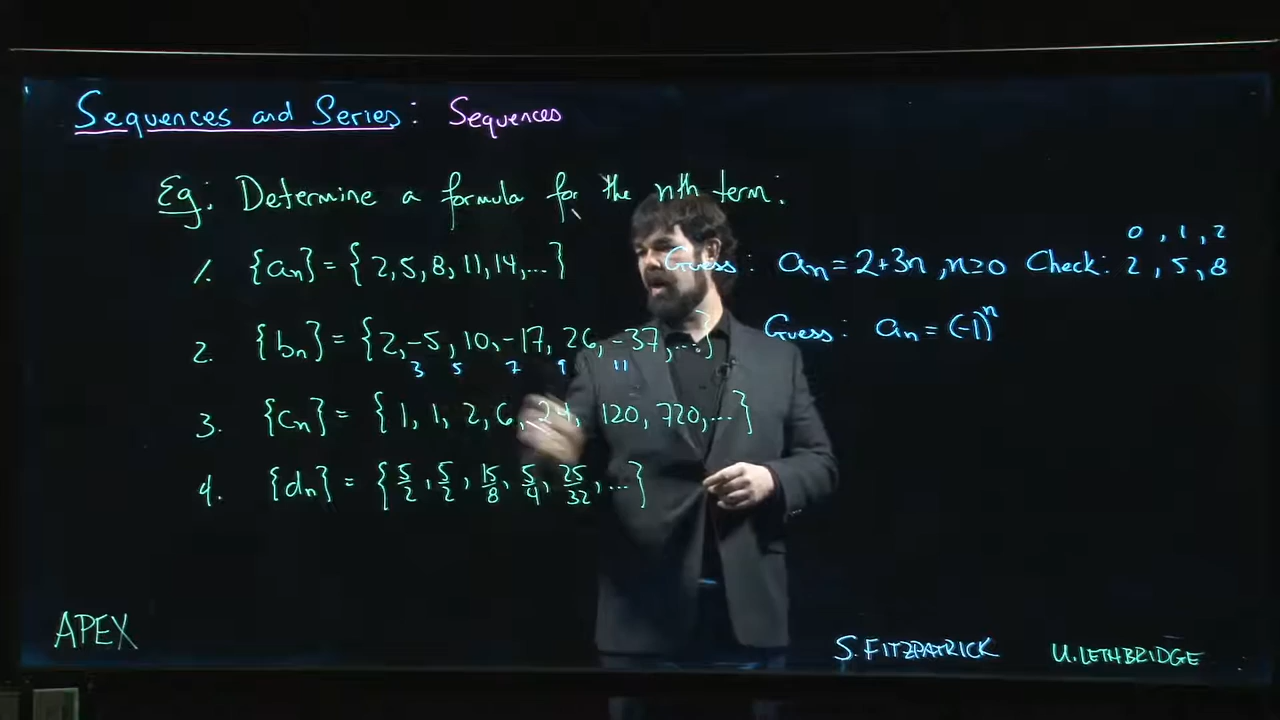 Sequences and Series: Sequences
Eg: Determine a formula for the nth term:
0, 1, 2
1. {an} = {2, 5, 8, 11, 14, ...} Guess: an = 2+3n, n≥0 Check: 2, 5, 8
2. {bn} = {2, -5, 10, -17, 26, -37, ...} Guess: an = (-1)^n
3 5 7 9 11
3. {cn} = {1, 1, 2, 6, 24, 120, 720, ...}
4. {dn} = {5/2, 5/2, 15/8, 5/4, 25/32, ...}
APEX
S. FITZPATRICK U. LETHBRIDGE